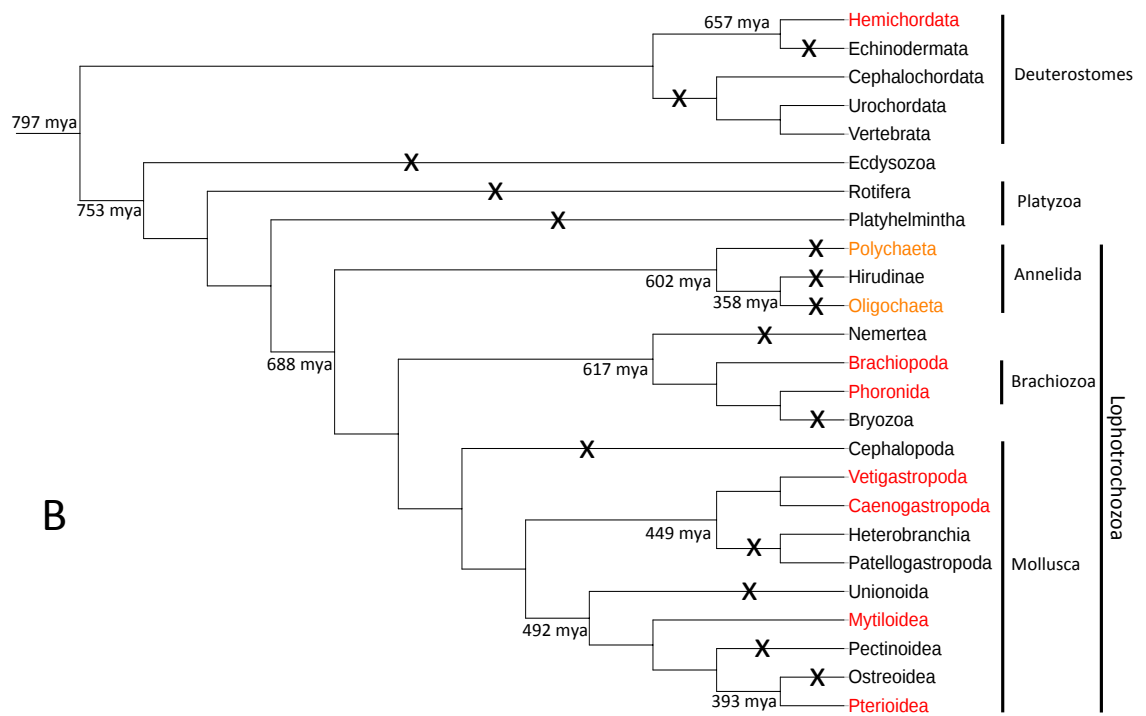 657 mya
Hemichordata
X
Echinodermata
Cephalochordata
Deuterostomes
X
Urochordata
797 mya
Vertebrata
X
Ecdysozoa
X
Rotifera
753 mya
Platyzoa
X
Platyhelmintha
X
Polychaeta
602 mya
X
Hirudinae
Annelida
358 mya
X
Oligochaeta
X
Nemertea
688 mya
617 mya
Brachiopoda
Brachiozoa
Phoronida
X
Bryozoa
Lophotrochozoa
X
Cephalopoda
Vetigastropoda
B
Caenogastropoda
449 mya
Heterobranchia
X
Patellogastropoda
Mollusca
X
Unionoida
492 mya
Mytiloidea
X
Pectinoidea
X
Ostreoidea
393 mya
Pterioidea